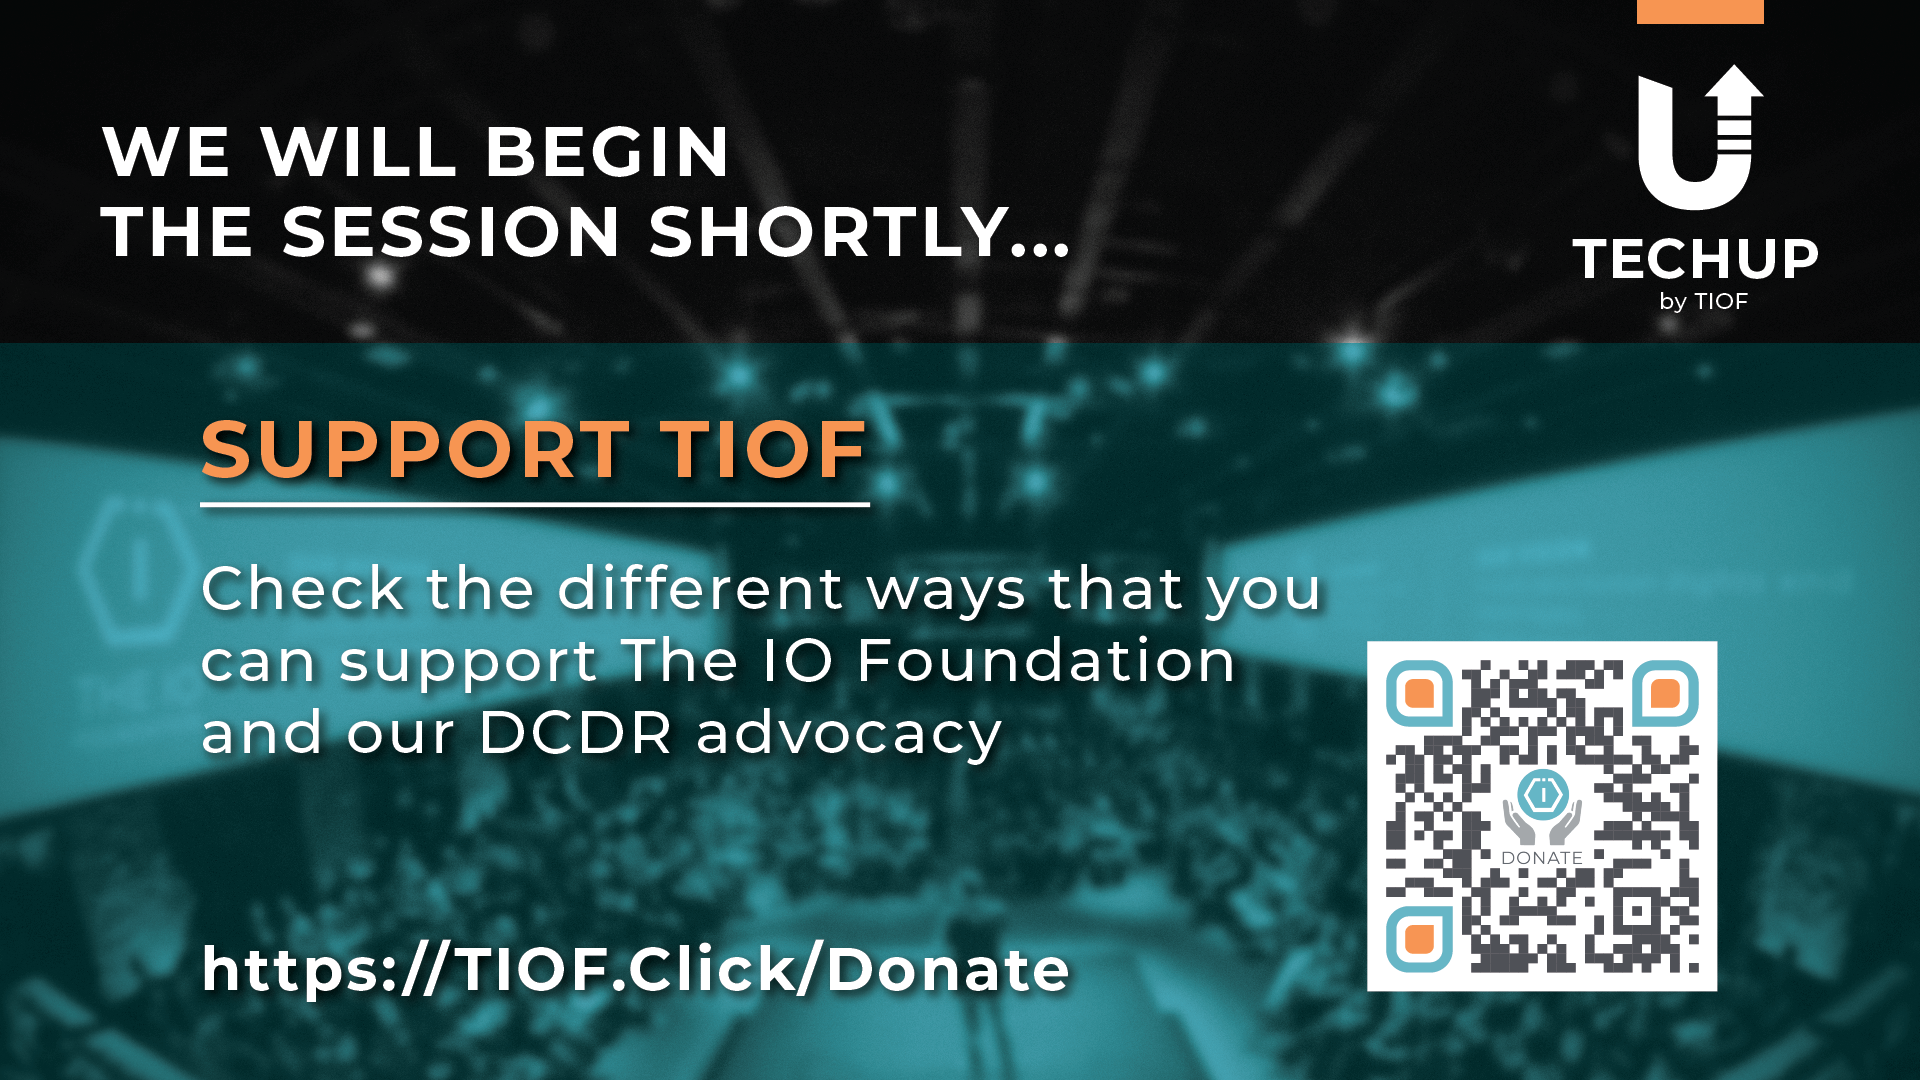 WE WILL BEGIN
THE SESSION SHORTLY...
TECHUP
by TIOF
SUPPORT TIOF
Check the different ways that you
can support The IO Foundation
and our DCDR advocacy
DONATE
https://TIOF.Click/Donate